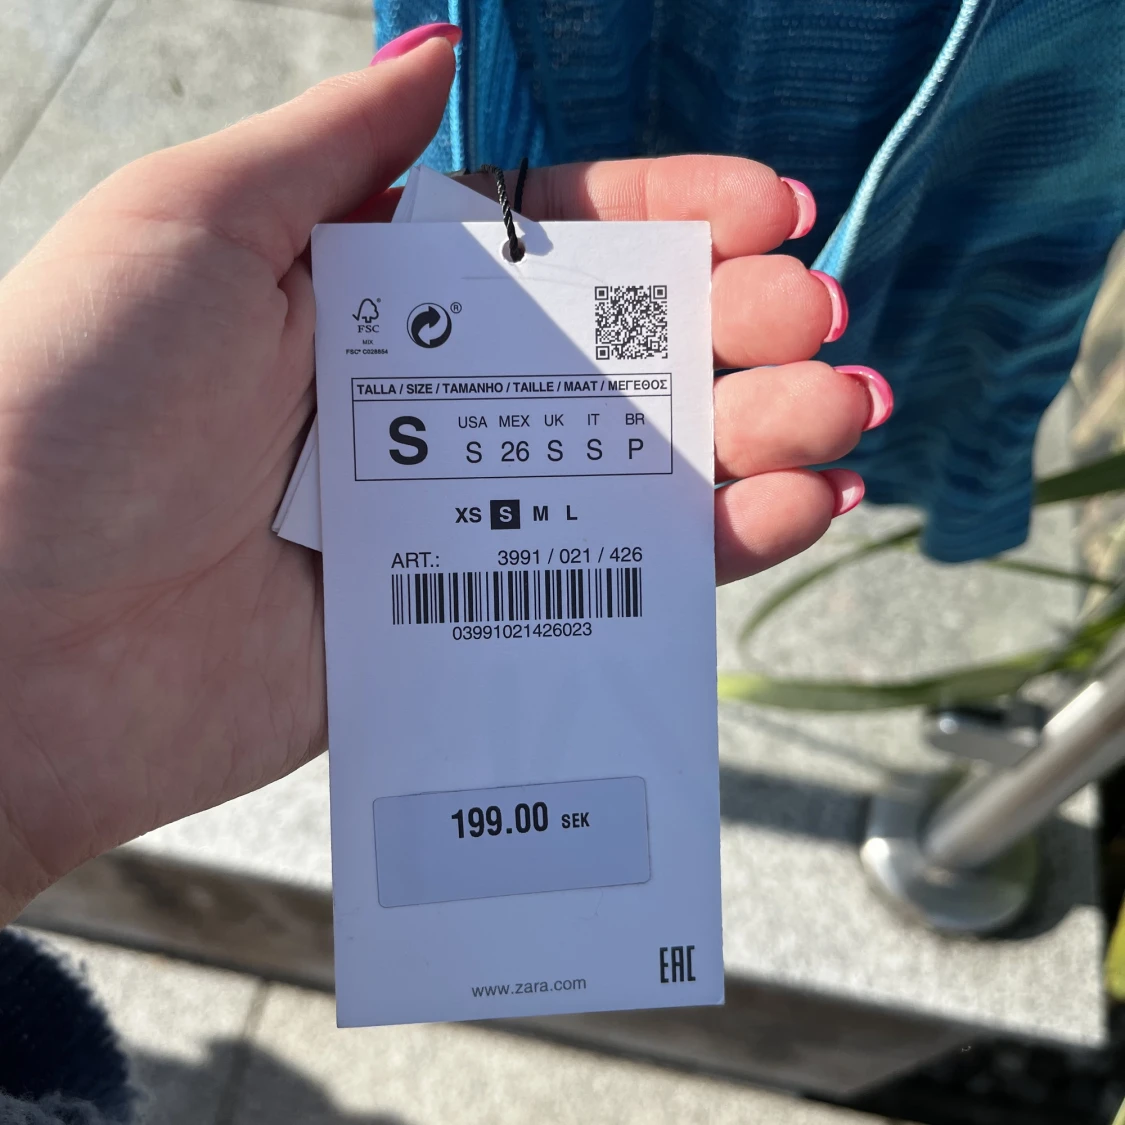 ®
FSC
MIX
FSC® C028884
TALLA / SIZE / TAMANHO / TAILLE / MAAT / ΜΕΓΕΘΟΣ
S
USA MEX UK IT BR
S 26 S S P
XS S M L
ART.: 3991 / 021 / 426
03991021426023
199.00 SEK
EAC
www.zara.com